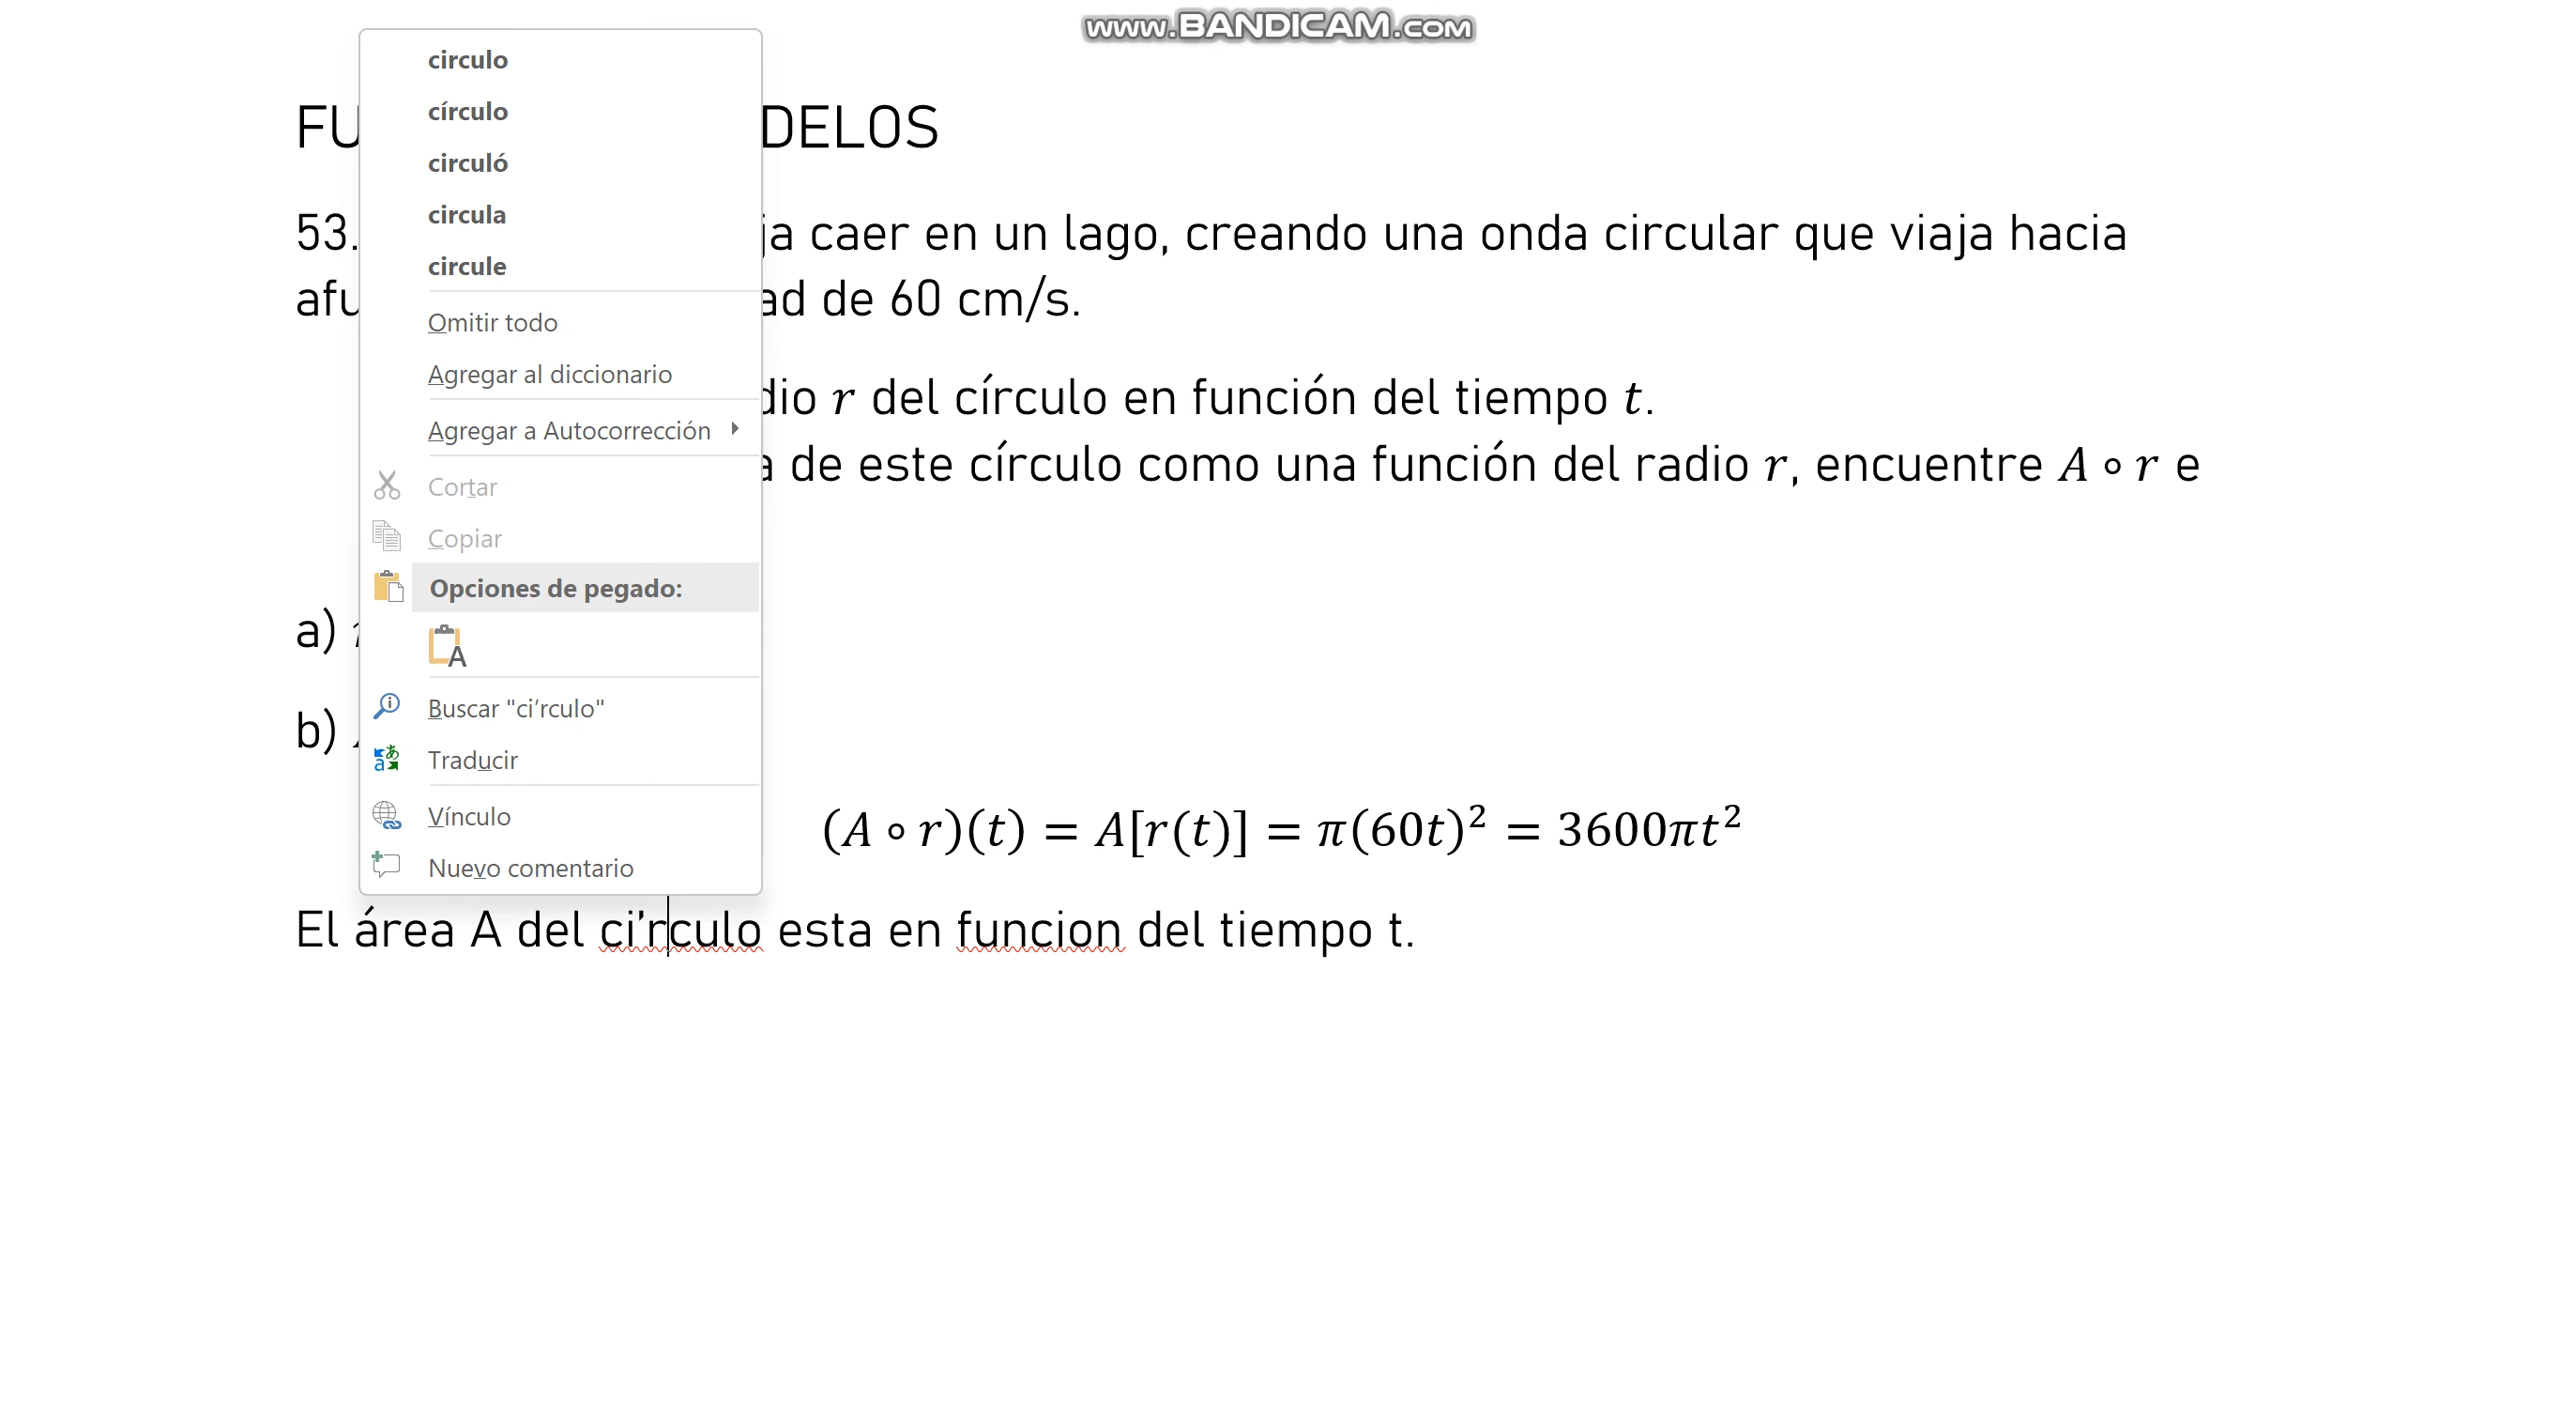 www.BANDICAM.com
circulo
círculo
circuló
circula
circule
Omitir todo
Agregar al diccionario
Agregar a Autocorrección
Cortar
Copiar
Opciones de pegado:
A
Buscar "ci’rculo"
Traducir
Vínculo
Nuevo comentario
FU DELOS
53. ja caer en un lago, creando una onda circular que viaja hacia
afu ad de 60 cm/s.
dio r del círculo en función del tiempo t.
a de este círculo como una función del radio r, encuentre A ∘ r e
a)
b)
(A ∘ r)(t) = A[r(t)] = π(60t)² = 3600πt²
El área A del ci’rculo esta en funcion del tiempo t.